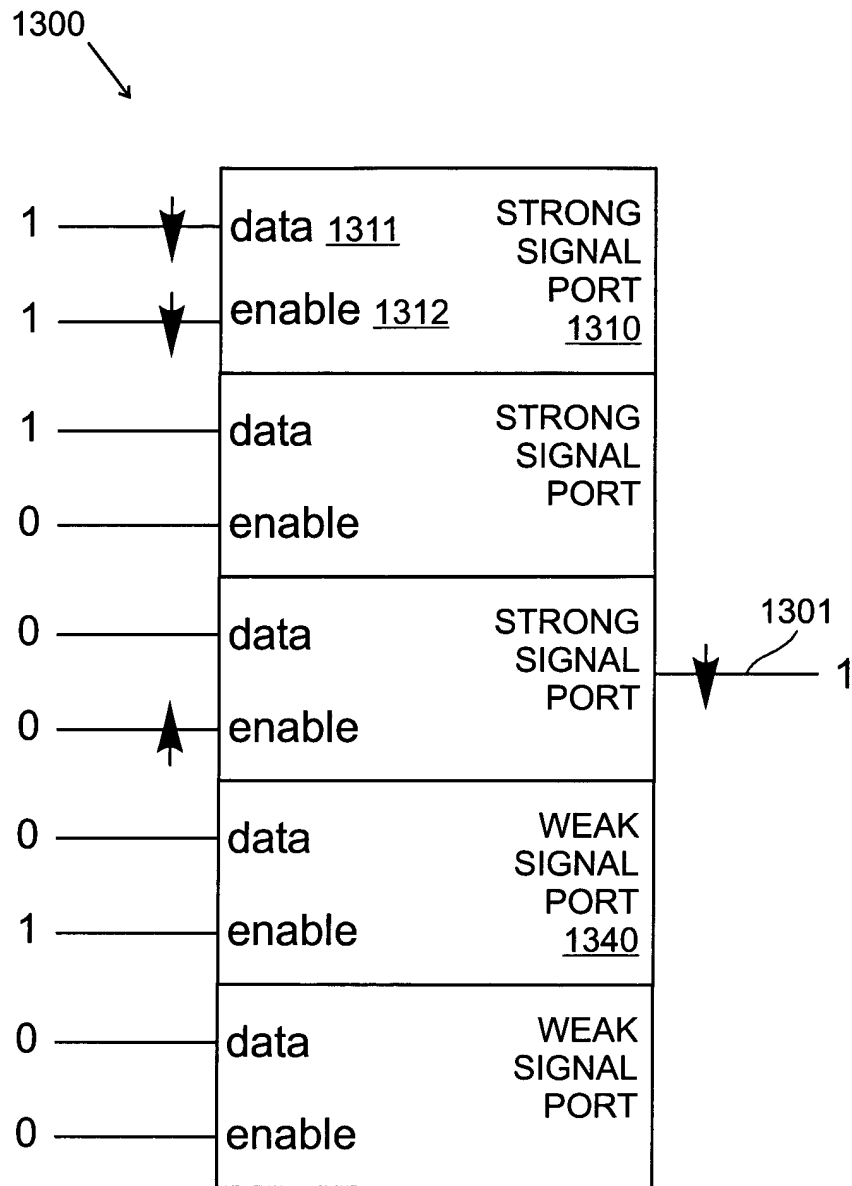 1300
1 data 1311 STRONG
SIGNAL
PORT
1 enable 1312 1310
1 data STRONG
SIGNAL
PORT
0 enable
0 data STRONG
SIGNAL
PORT
0 enable
1301
1
0 data WEAK
SIGNAL
PORT
1 enable 1340
0 data WEAK
SIGNAL
PORT
0 enable